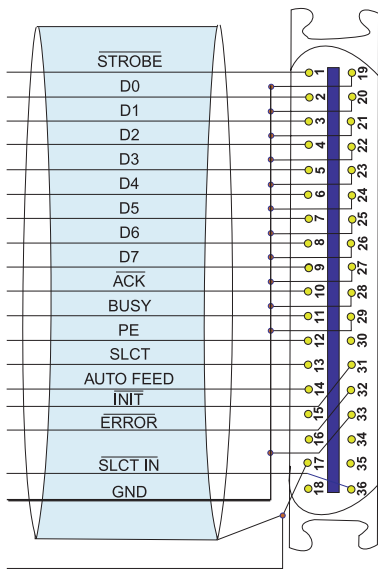 STROBE
D0
D1
D2
D3
D4
D5
D6
D7
ACK
BUSY
PE
SLCT
AUTO FEED
INIT
ERROR
SLCT IN
GND
1
2
3
4
5
6
7
8
9
10
11
12
13
14
15
16
17
18
19
20
21
22
23
24
25
26
27
28
29
30
31
32
33
34
35
36